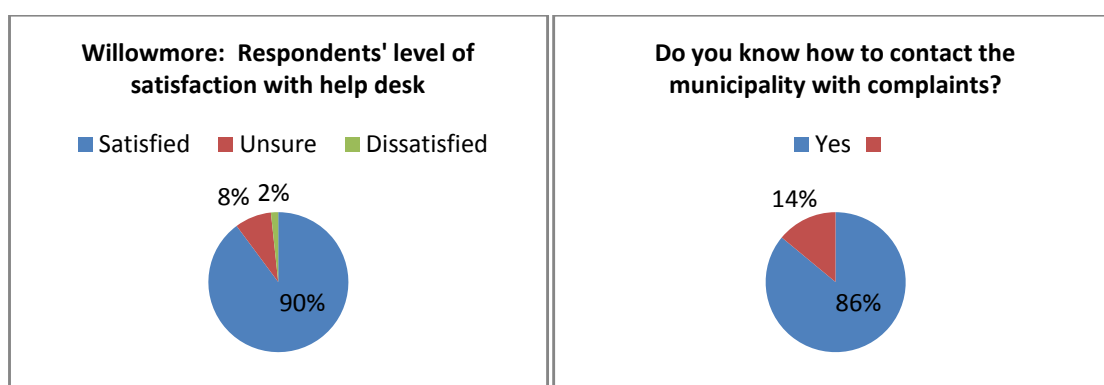 Willowmore: Respondents' level of
satisfaction with help desk
Satisfied Unsure Dissatisfied
8% 2%
90%
Do you know how to contact the
municipality with complaints?
Yes
14%
86%